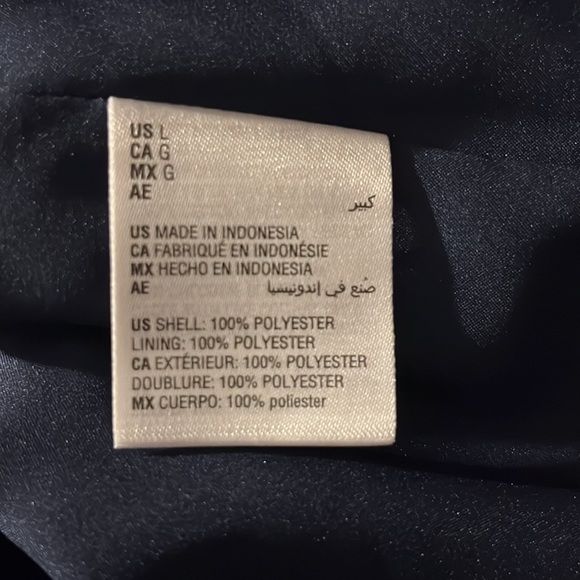 US L
CA G
MX G
AE
كبير
US MADE IN INDONESIA
CA FABRIQUÉ EN INDONÉSIE
MX HECHO EN INDONESIA
AE صُنع في إندونيسيا
US SHELL: 100% POLYESTER
LINING: 100% POLYESTER
CA EXTÉRIEUR: 100% POLYESTER
DOUBLURE: 100% POLYESTER
MX CUERPO: 100% poliester